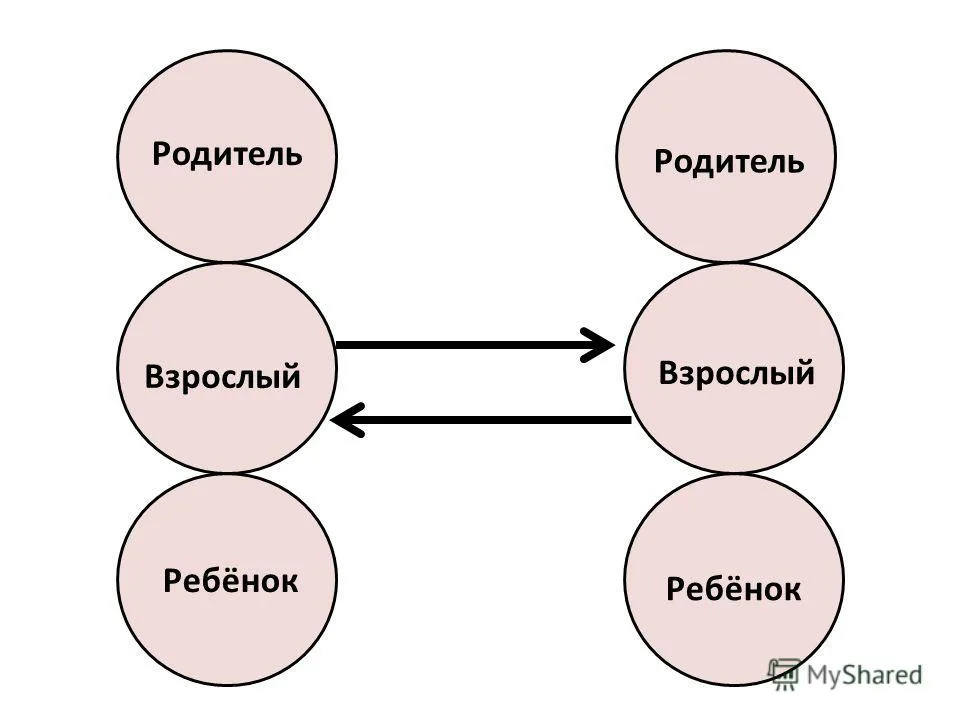 Родитель
Родитель
Взрослый
Взрослый
Ребёнок
Ребёнок
MyShared